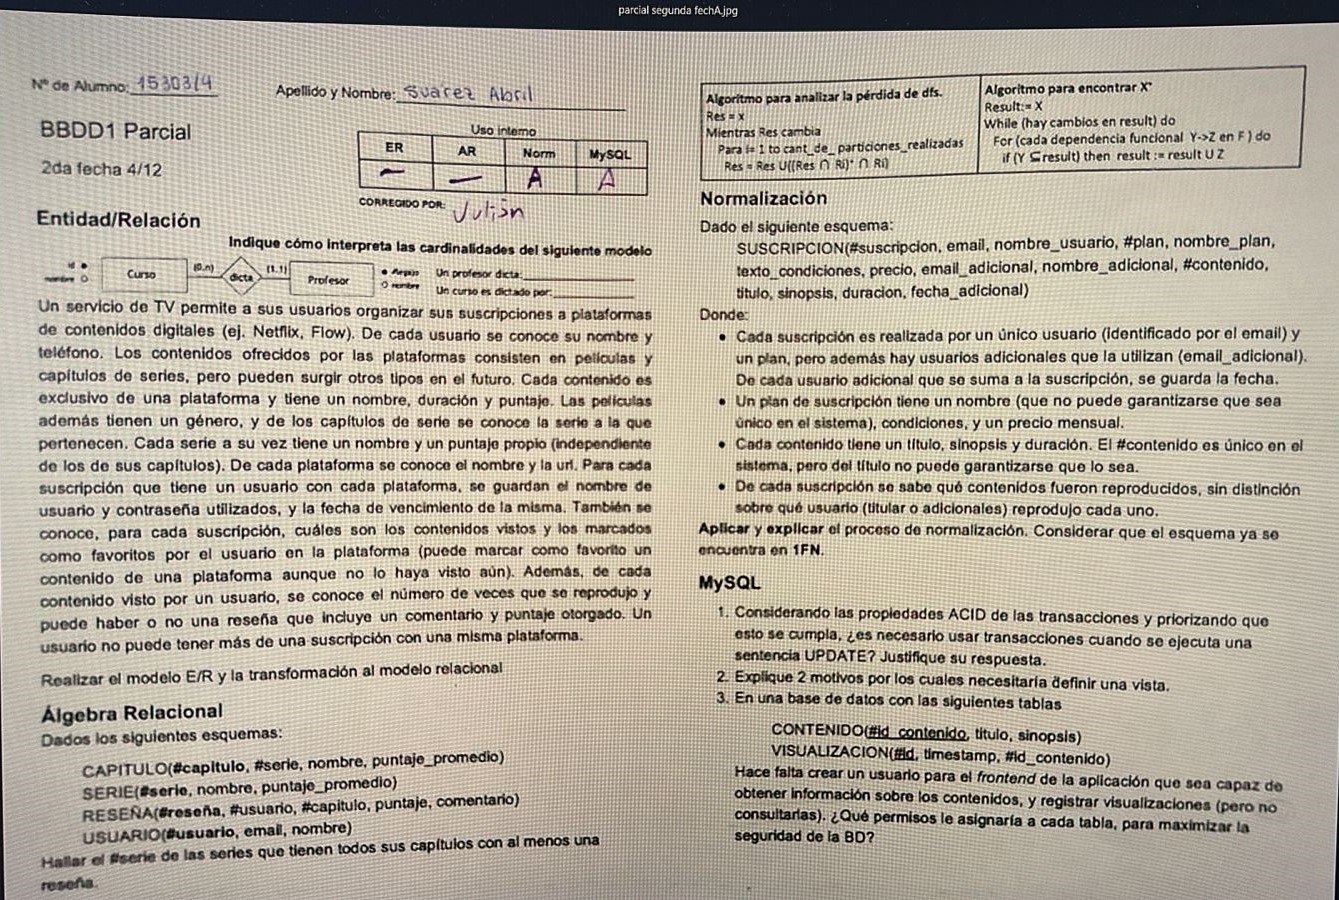 parcial segunda fechA.jpg
Nº de Alumno: 15303/4
Apellido y Nombre: Suarez Abril
BBDD1 Parcial
2da fecha 4/12
Uso interno
ER AR Norm MySQL
— — A A
CORREGIDO POR: Julián
Entidad/Relación
Indique cómo interpreta las cardinalidades del siguiente modelo
id
nombre
Curso
(0,n)
dicta
(1,1)
Profesor
nombre
Un profesor dicta:
Un curso es dictado por:
Un servicio de TV permite a sus usuarios organizar sus suscripciones a plataformas
de contenidos digitales (ej. Netflix, Flow). De cada usuario se conoce su nombre y
teléfono. Los contenidos ofrecidos por las plataformas consisten en películas y
capítulos de series, pero pueden surgir otros tipos en el futuro. Cada contenido es
exclusivo de una plataforma y tiene un nombre, duración y puntaje. Las películas
además tienen un género, y de los capítulos de serie se conoce la serie a la que
pertenecen. Cada serie a su vez tiene un nombre y un puntaje propio (independiente
de los de sus capítulos). De cada plataforma se conoce el nombre y la url. Para cada
suscripción que tiene un usuario con cada plataforma, se guardan el nombre de
usuario y contraseña utilizados, y la fecha de vencimiento de la misma. También se
conoce, para cada suscripción, cuáles son los contenidos vistos y los marcados
como favoritos por el usuario en la plataforma (puede marcar como favorito un
contenido de una plataforma aunque no lo haya visto aún). Además, de cada
contenido visto por un usuario, se conoce el número de veces que se reprodujo y
puede haber o no una reseña que incluye un comentario y puntaje otorgado. Un
usuario no puede tener más de una suscripción con una misma plataforma.
Realizar el modelo E/R y la transformación al modelo relacional
Álgebra Relacional
Dados los siguientes esquemas:
CAPITULO(#capitulo, #serie, nombre, puntaje_promedio)
SERIE(#serie, nombre, puntaje_promedio)
RESEÑA(#reseña, #usuario, #capitulo, puntaje, comentario)
USUARIO(#usuario, email, nombre)
Hallar el #serie de las series que tienen todos sus capítulos con al menos una
reseña.
Algoritmo para analizar la pérdida de dfs.
Res = x
Mientras Res cambia
Para i= 1 to cant_de_ particiones_realizadas
Res = Res U((Res ∩ Ri)⁺ ∩ Ri)
Algoritmo para encontrar X⁺
Result:= X
While (hay cambios en result) do
For (cada dependencia funcional Y->Z en F ) do
if (Y ⊆ result) then result := result U Z
Normalización
Dado el siguiente esquema:
SUSCRIPCION(#suscripcion, email, nombre_usuario, #plan, nombre_plan,
texto_condiciones, precio, email_adicional, nombre_adicional, #contenido,
titulo, sinopsis, duracion, fecha_adicional)
Donde:
• Cada suscripción es realizada por un único usuario (identificado por el email) y
un plan, pero además hay usuarios adicionales que la utilizan (email_adicional).
De cada usuario adicional que se suma a la suscripción, se guarda la fecha.
• Un plan de suscripción tiene un nombre (que no puede garantizarse que sea
único en el sistema), condiciones, y un precio mensual.
• Cada contenido tiene un título, sinopsis y duración. El #contenido es único en el
sistema, pero del título no puede garantizarse que lo sea.
• De cada suscripción se sabe qué contenidos fueron reproducidos, sin distinción
sobre qué usuario (titular o adicionales) reprodujo cada uno.
Aplicar y explicar el proceso de normalización. Considerar que el esquema ya se
encuentra en 1FN.
MySQL
1. Considerando las propiedades ACID de las transacciones y priorizando que
esto se cumpla, ¿es necesario usar transacciones cuando se ejecuta una
sentencia UPDATE? Justifique su respuesta.
2. Explique 2 motivos por los cuales necesitaría definir una vista.
3. En una base de datos con las siguientes tablas
CONTENIDO(#id_contenido, titulo, sinopsis)
VISUALIZACION(#id, timestamp, #id_contenido)
Hace falta crear un usuario para el frontend de la aplicación que sea capaz de
obtener información sobre los contenidos, y registrar visualizaciones (pero no
consultarlas). ¿Qué permisos le asignaría a cada tabla, para maximizar la
seguridad de la BD?